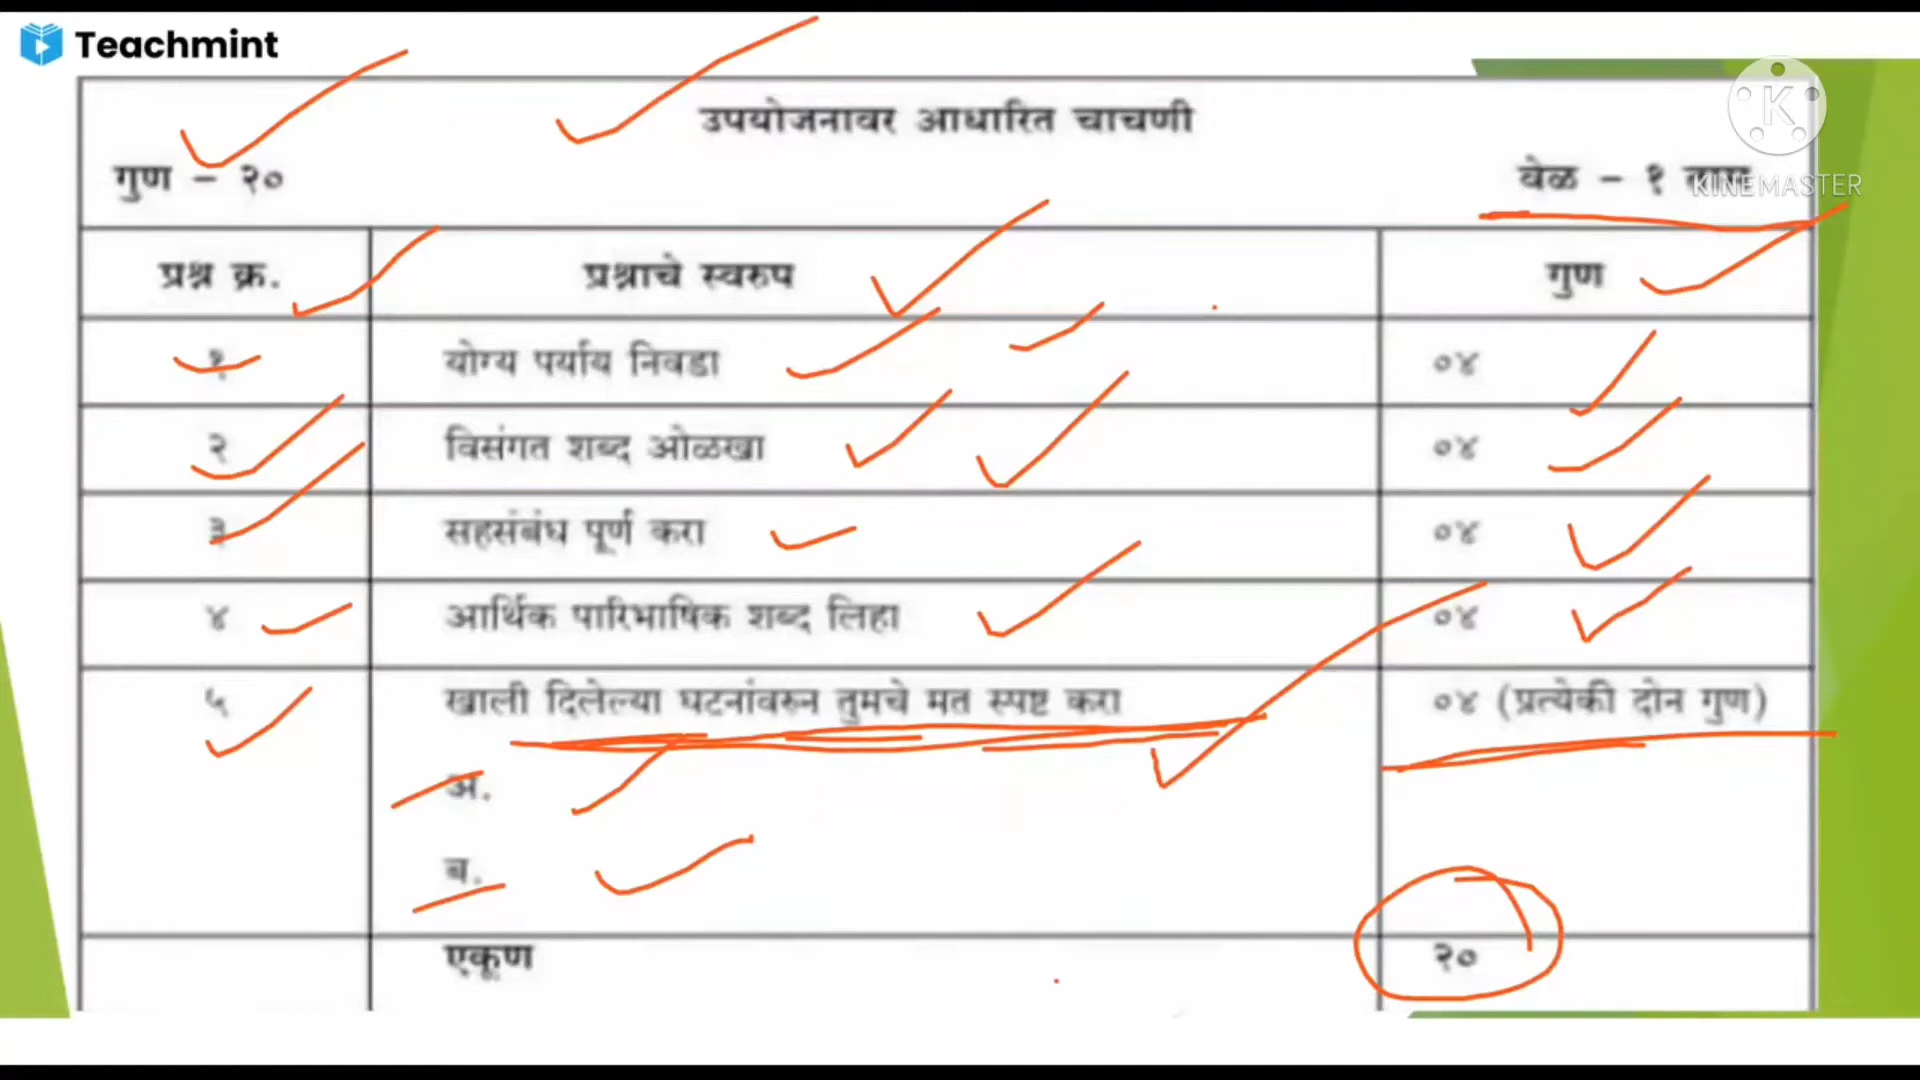 Teachmint
उपयोजनावर आधारित चाचणी
गुण – २०
वेळ – १
KINEMASTER
प्रश्न क्र.
प्रश्नाचे स्वरुप
गुण
१
योग्य पर्याय निवडा
०४
२
विसंगत शब्द ओळखा
०४
३
सहसंबंध पूर्ण करा
०४
४
आर्थिक पारिभाषिक शब्द लिहा
०४
५
खाली दिलेल्या घटनांवरुन तुमचे मत स्पष्ट करा
०४ (प्रत्येकी दोन गुण)
अ.
ब.
एकूण
२०